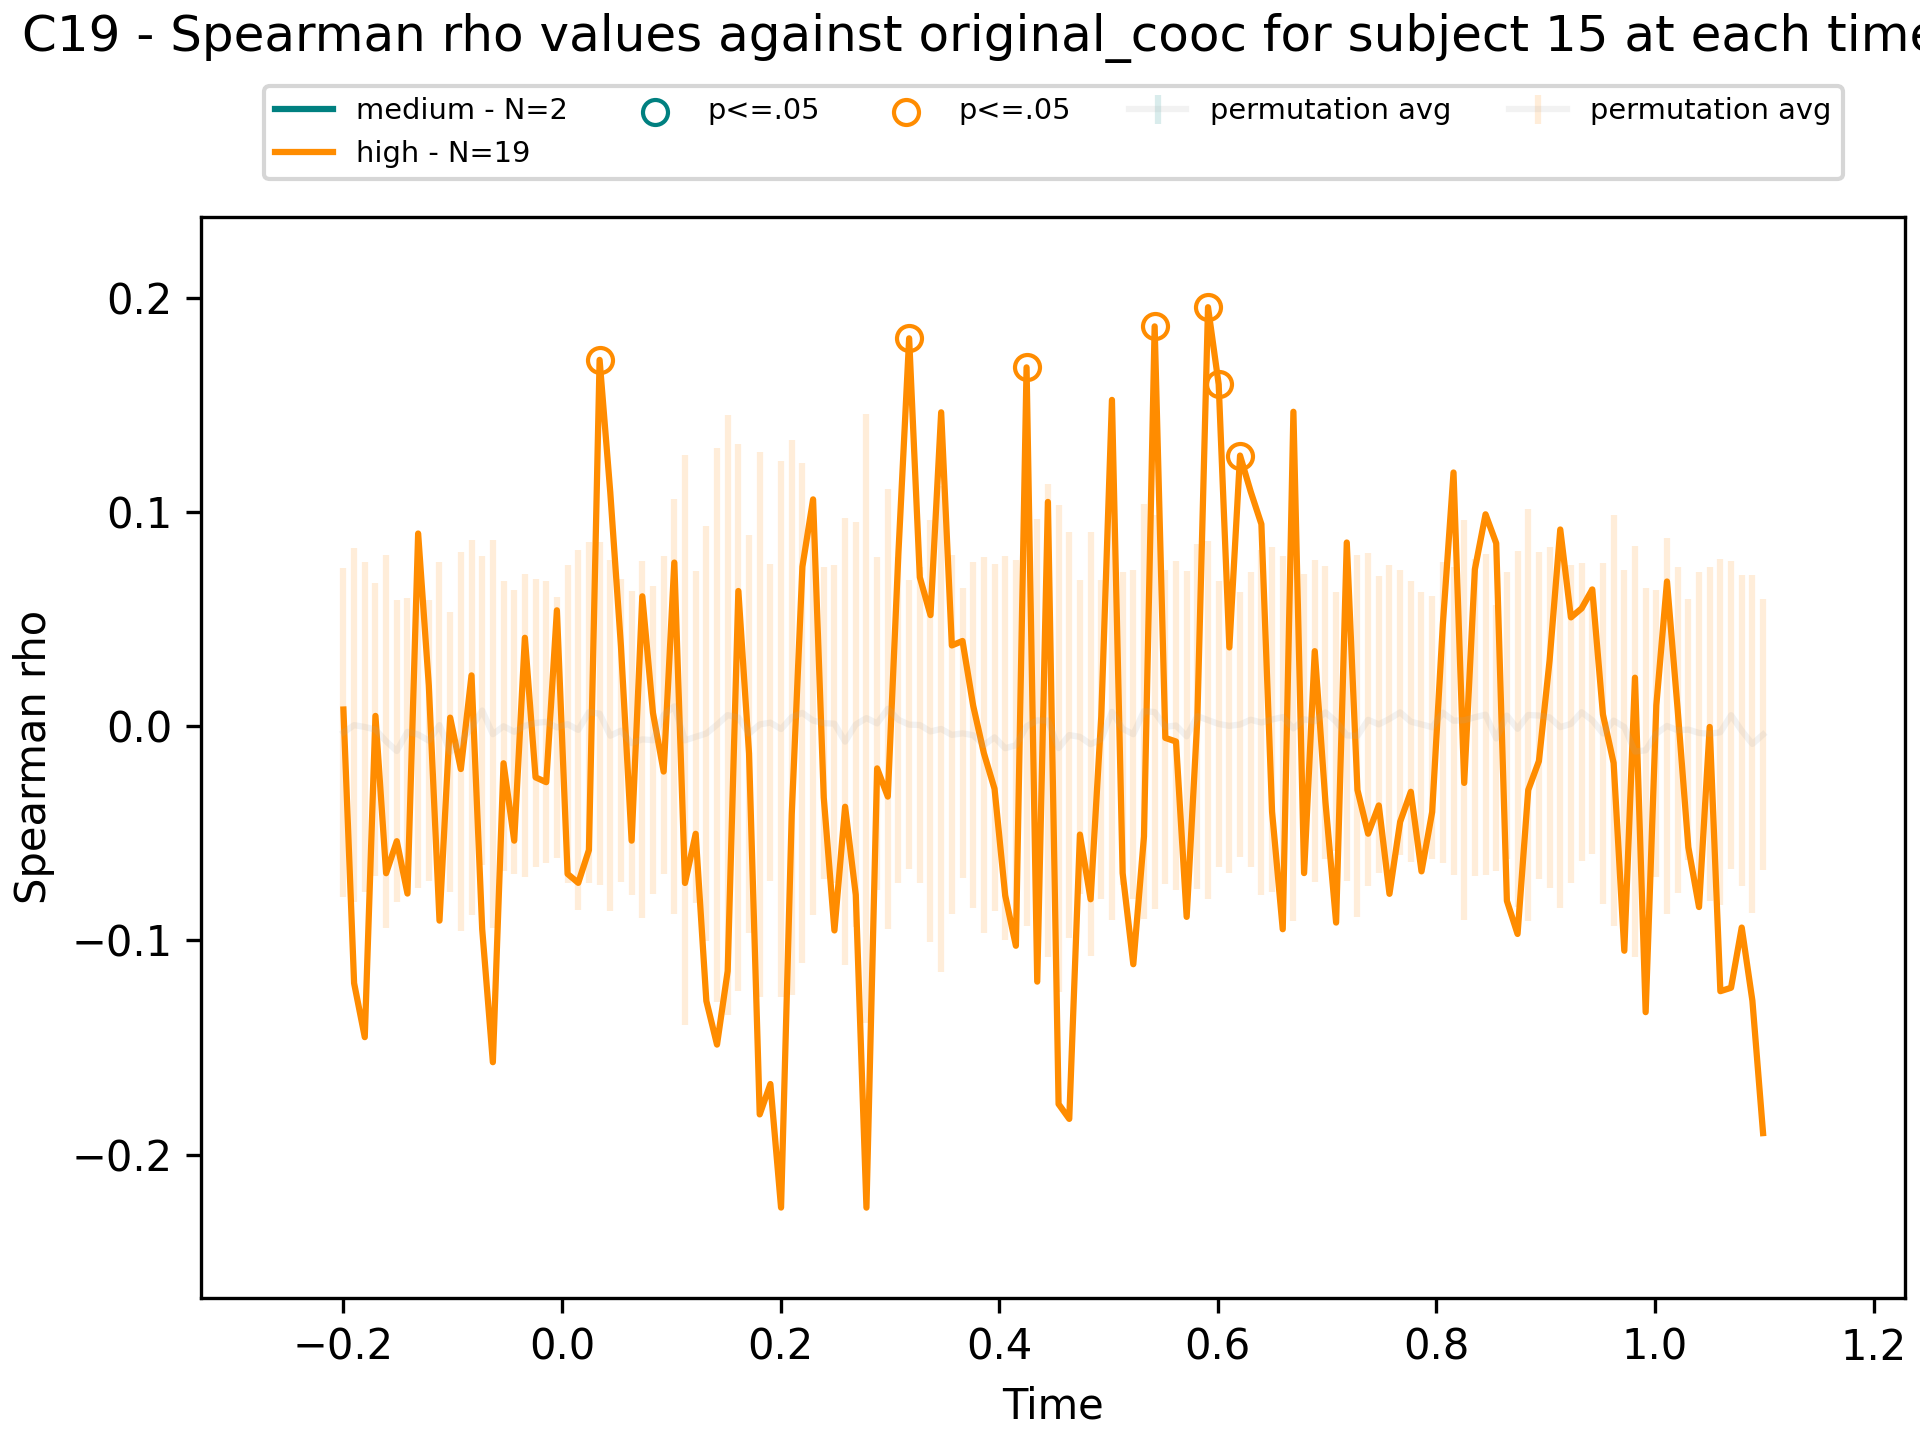 C19 - Spearman rho values against original_cooc for subject 15 at each time
medium - N=2 p<=.05 p<=.05 permutation avg permutation avg
high - N=19
Spearman rho
0.2
0.1
0.0
−0.1
−0.2
−0.2 0.0 0.2 0.4 0.6 0.8 1.0 1.2
Time